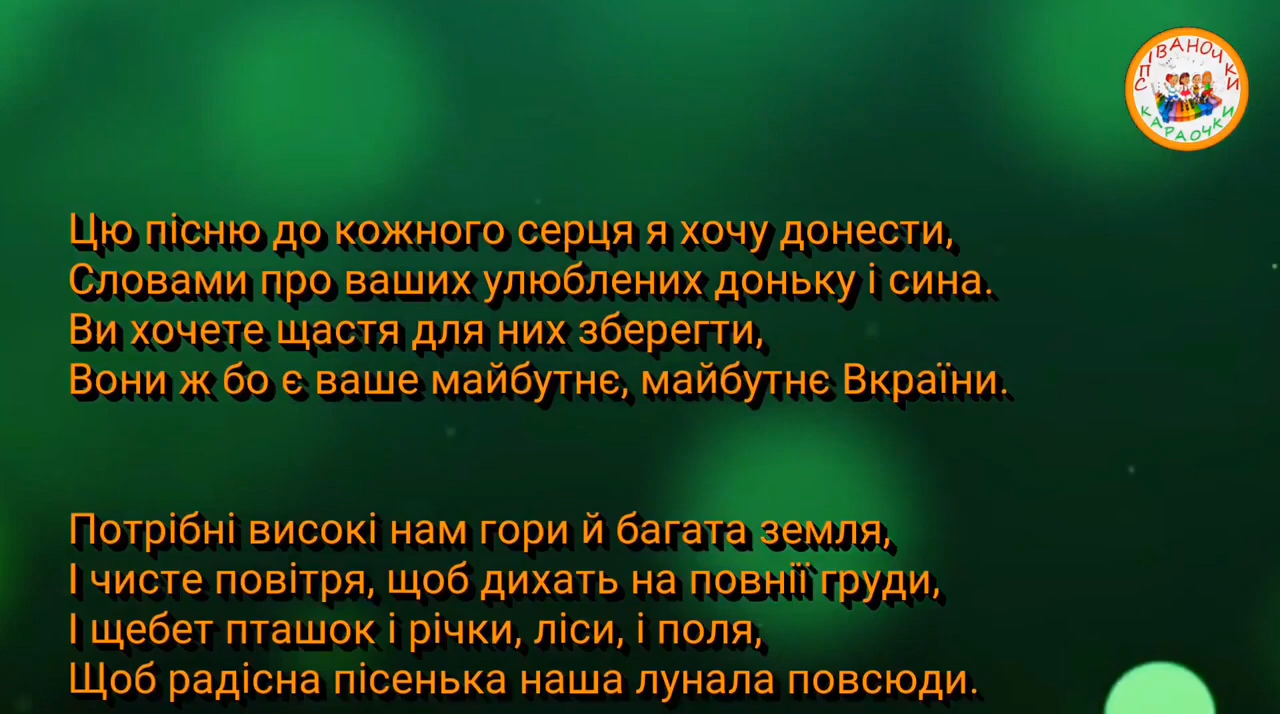 СПІВАНОЧКИ
КАРАОЧКИ
Цю пісню до кожного серця я хочу донести,
Словами про ваших улюблених доньку і сина.
Ви хочете щастя для них зберегти,
Вони ж бо є ваше майбутнє, майбутнє Вкраїни.
Потрібні високі нам гори й багата земля,
І чисте повітря, щоб дихать на повнії груди,
І щебет пташок і річки, ліси, і поля,
Щоб радісна пісенька наша лунала повсюди.